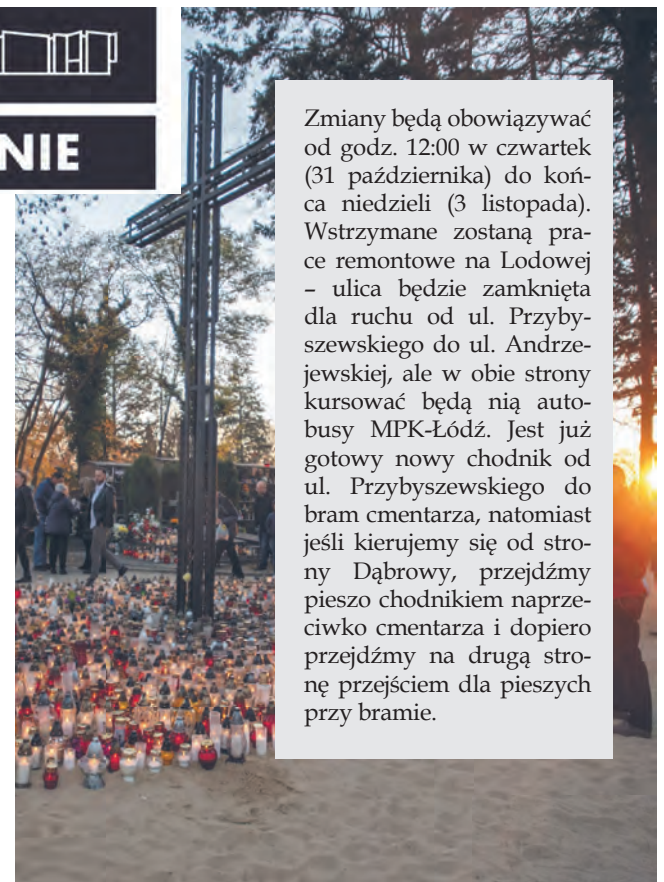 NIE
Zmiany będą obowiązywać
od godz. 12:00 w czwartek
(31 października) do koń-
ca niedzieli (3 listopada).
Wstrzymane zostaną pra-
ce remontowe na Lodowej
– ulica będzie zamknięta
dla ruchu od ul. Przyby-
szewskiego do ul. Andrze-
jewskiej, ale w obie strony
kursować będą nią auto-
busy MPK-Łódź. Jest już
gotowy nowy chodnik od
ul. Przybyszewskiego do
bram cmentarza, natomiast
jeśli kierujemy się od stro-
ny Dąbrowy, przejdźmy
pieszo chodnikiem naprze-
ciwko cmentarza i dopiero
przejdźmy na drugą stro-
nę przejściem dla pieszych
przy bramie.